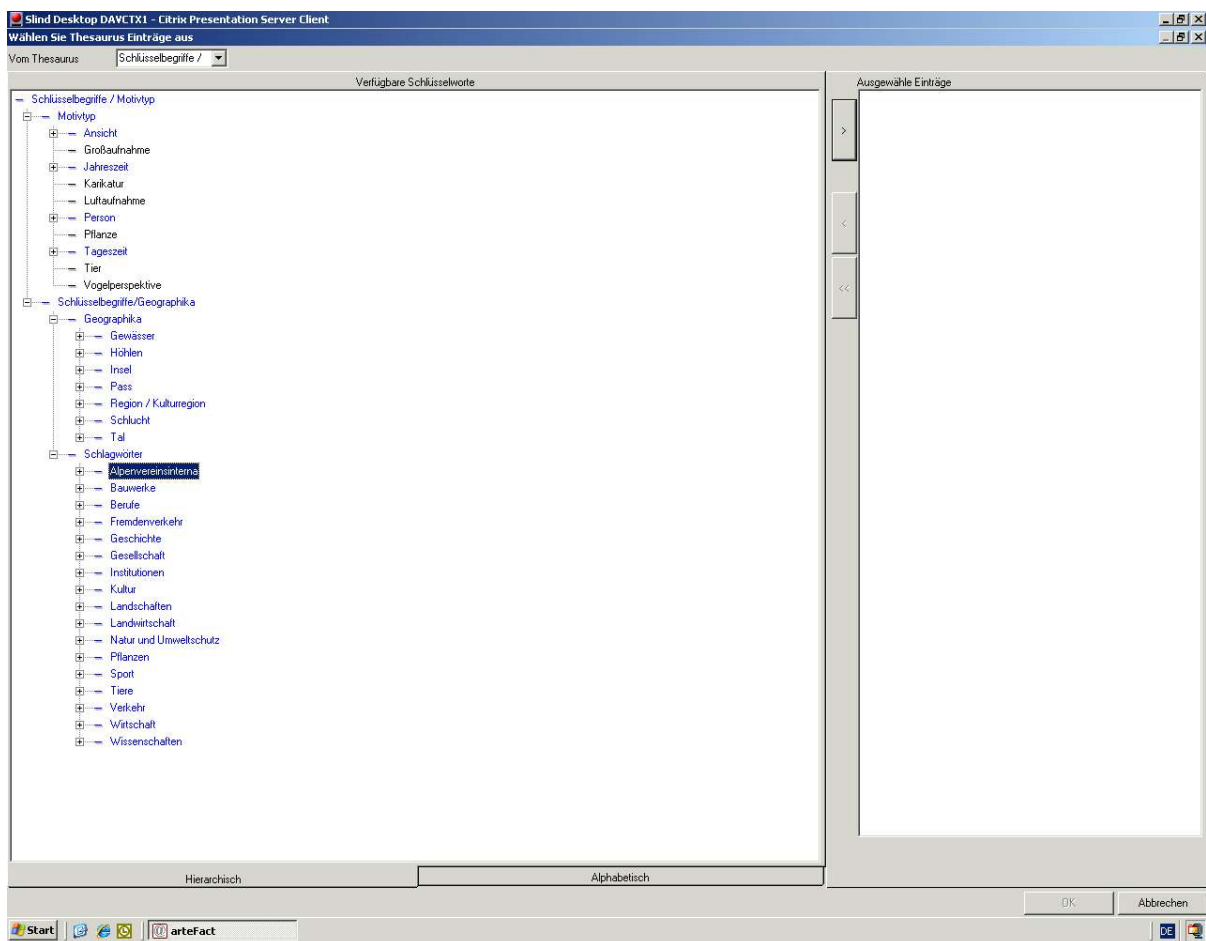 Slind Desktop DAVCTX1 - Citrix Presentation Server Client
Wählen Sie Thesaurus Einträge aus
Vom Thesaurus Schlüsselbegriffe /
Verfügbare Schlüsselworte
Ausgewähle Einträge
Schlüsselbegriffe / Motivtyp
Motivtyp
Ansicht
Großaufnahme
Jahreszeit
Karikatur
Luftaufnahme
Person
Pflanze
Tageszeit
Tier
Vogelperspektive
Schlüsselbegriffe/Geographika
Geographika
Gewässer
Höhlen
Insel
Pass
Region / Kulturregion
Schlucht
Tal
Schlagwörter
Alpenvereinsinterna
Bauwerke
Berufe
Fremdenverkehr
Geschichte
Gesellschaft
Institutionen
Kultur
Landschaften
Landwirtschaft
Natur und Umweltschutz
Pflanzen
Sport
Tiere
Verkehr
Wirtschaft
Wissenschaften
>
<
<<
Hierarchisch Alphabetisch
OK Abbrechen
Start arteFact DE